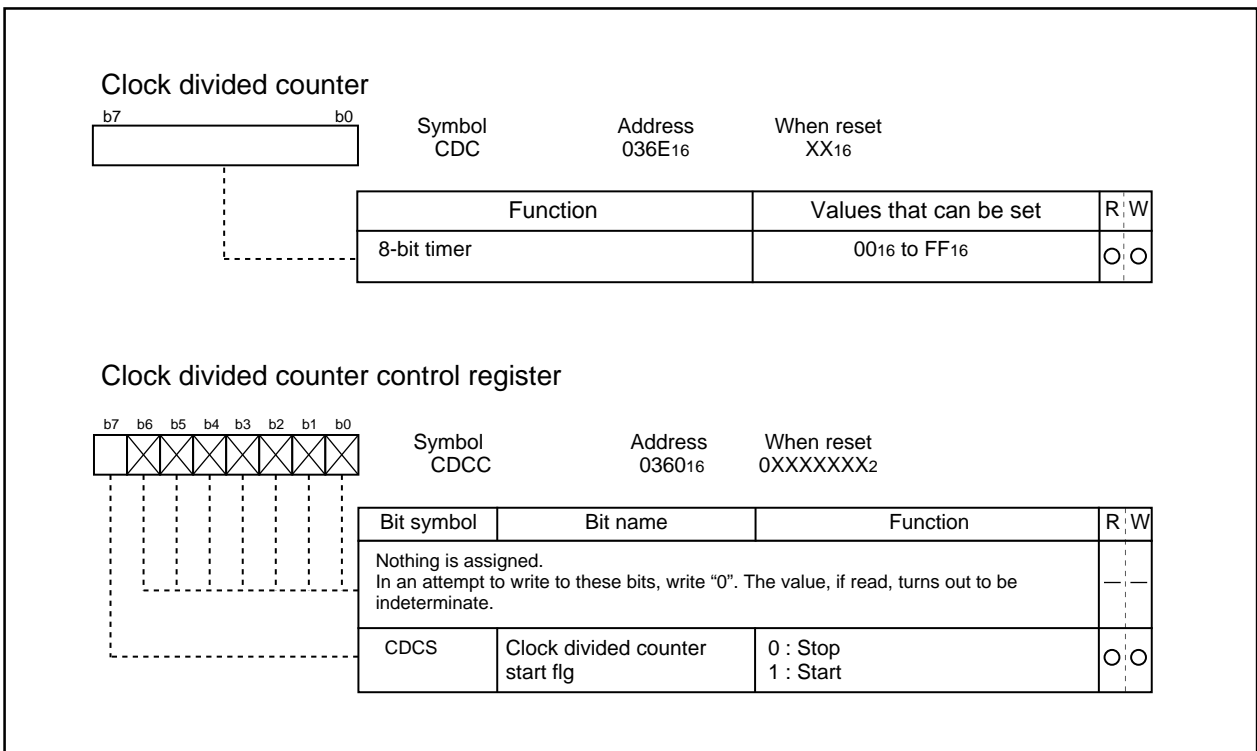 Clock divided counter
b7 b0
Symbol Address When reset
CDC 036E16 XX16
Function Values that can be set R W
8-bit timer 0016 to FF16
Clock divided counter control register
b7 b6 b5 b4 b3 b2 b1 b0
Symbol Address When reset
CDCC 036016 0XXXXXXX2
Bit symbol Bit name Function R W
Nothing is assigned.
In an attempt to write to these bits, write “0”. The value, if read, turns out to be
indeterminate.
CDCS Clock divided counter 0 : Stop
start flg 1 : Start